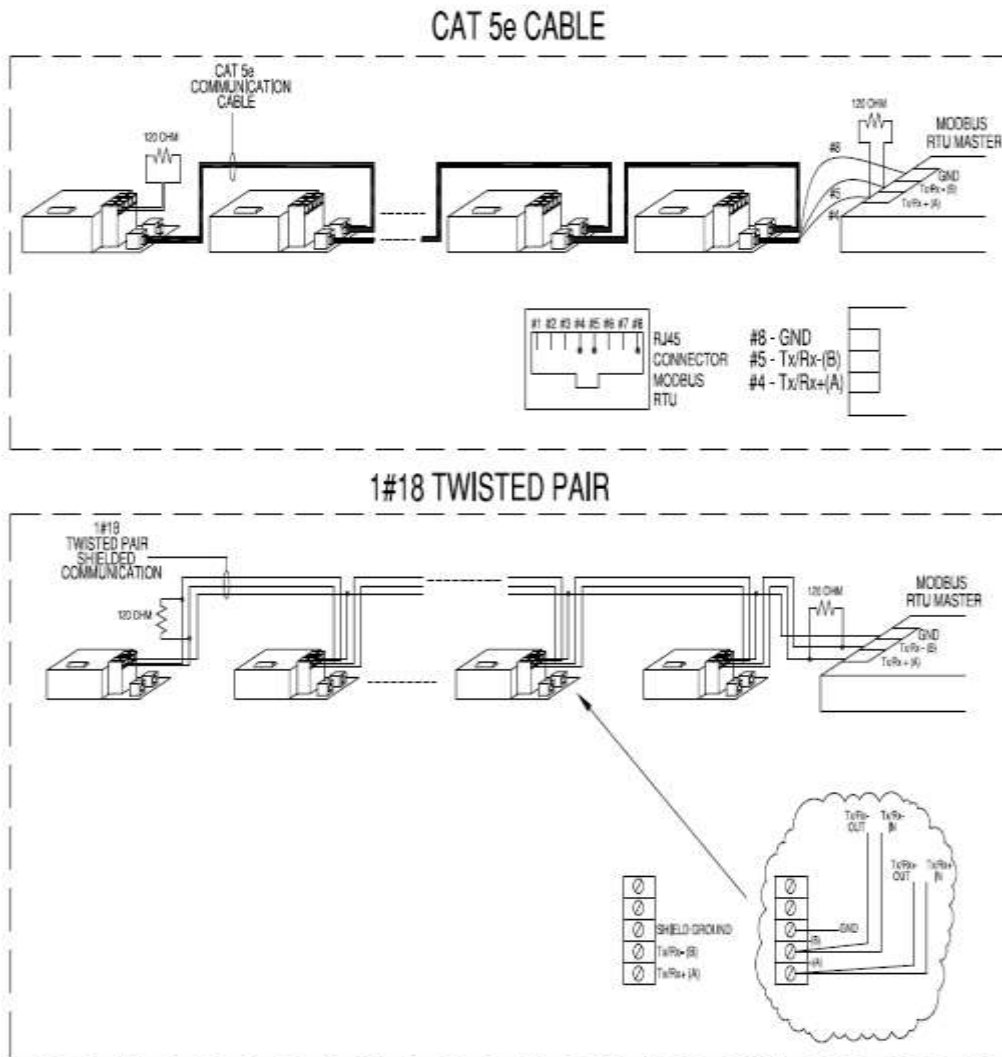 CAT 5e CABLE
CAT 5e
COMMUNICATION
CABLE
120 OHM
120 OHM
MODBUS
RTU MASTER
#8
#5
#4
GND
Tx/Rx-(B)
Tx/Rx+(A)
#1 #2 #3 #4 #5 #6 #7 #8
RJ45
CONNECTOR
MODBUS
RTU
#8 - GND
#5 - Tx/Rx-(B)
#4 - Tx/Rx+(A)
1#18 TWISTED PAIR
1#18
TWISTED PAIR
SHIELDED
COMMUNICATION
120 OHM
120 OHM
MODBUS
RTU MASTER
GND
Tx/Rx-(B)
Tx/Rx+(A)
Tx/Rx-
OUT
Tx/Rx-
IN
Tx/Rx+
OUT
Tx/Rx+
IN
SHIELD GROUND
Tx/Rx-(B)
Tx/Rx+(A)
GND
(B)
(A)